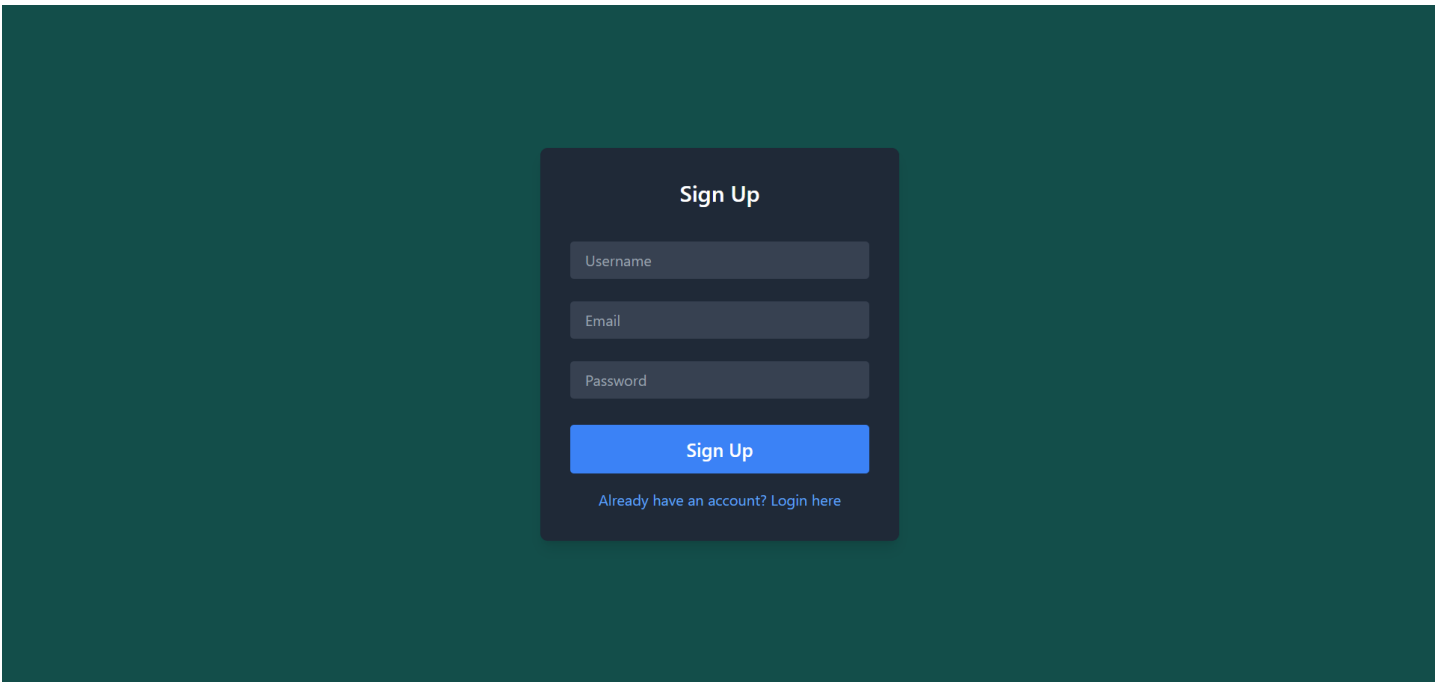 Sign Up
Username
Email
Password
Sign Up
Already have an account? Login here